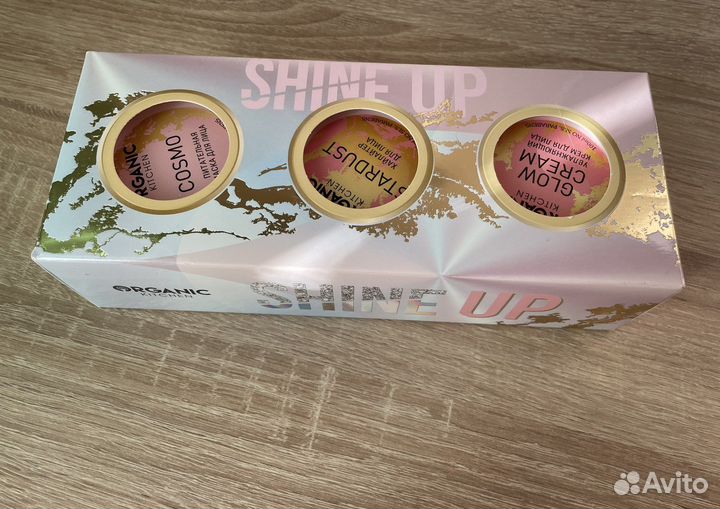 SHINE UP
ORGANIC
KITCHEN
COSMO
ПИТАТЕЛЬНАЯ
МАСКА ДЛЯ ЛИЦА
KITCHEN
STARDUST
ХАЙЛАЙТЕР
ДЛЯ ЛИЦА
ORGANIC
KITCHEN
GLOW
CREAM
УВЛАЖНЯЮЩИЙ
КРЕМ ДЛЯ ЛИЦА
ORGANIC
KITCHEN
SHINE UP
Avito